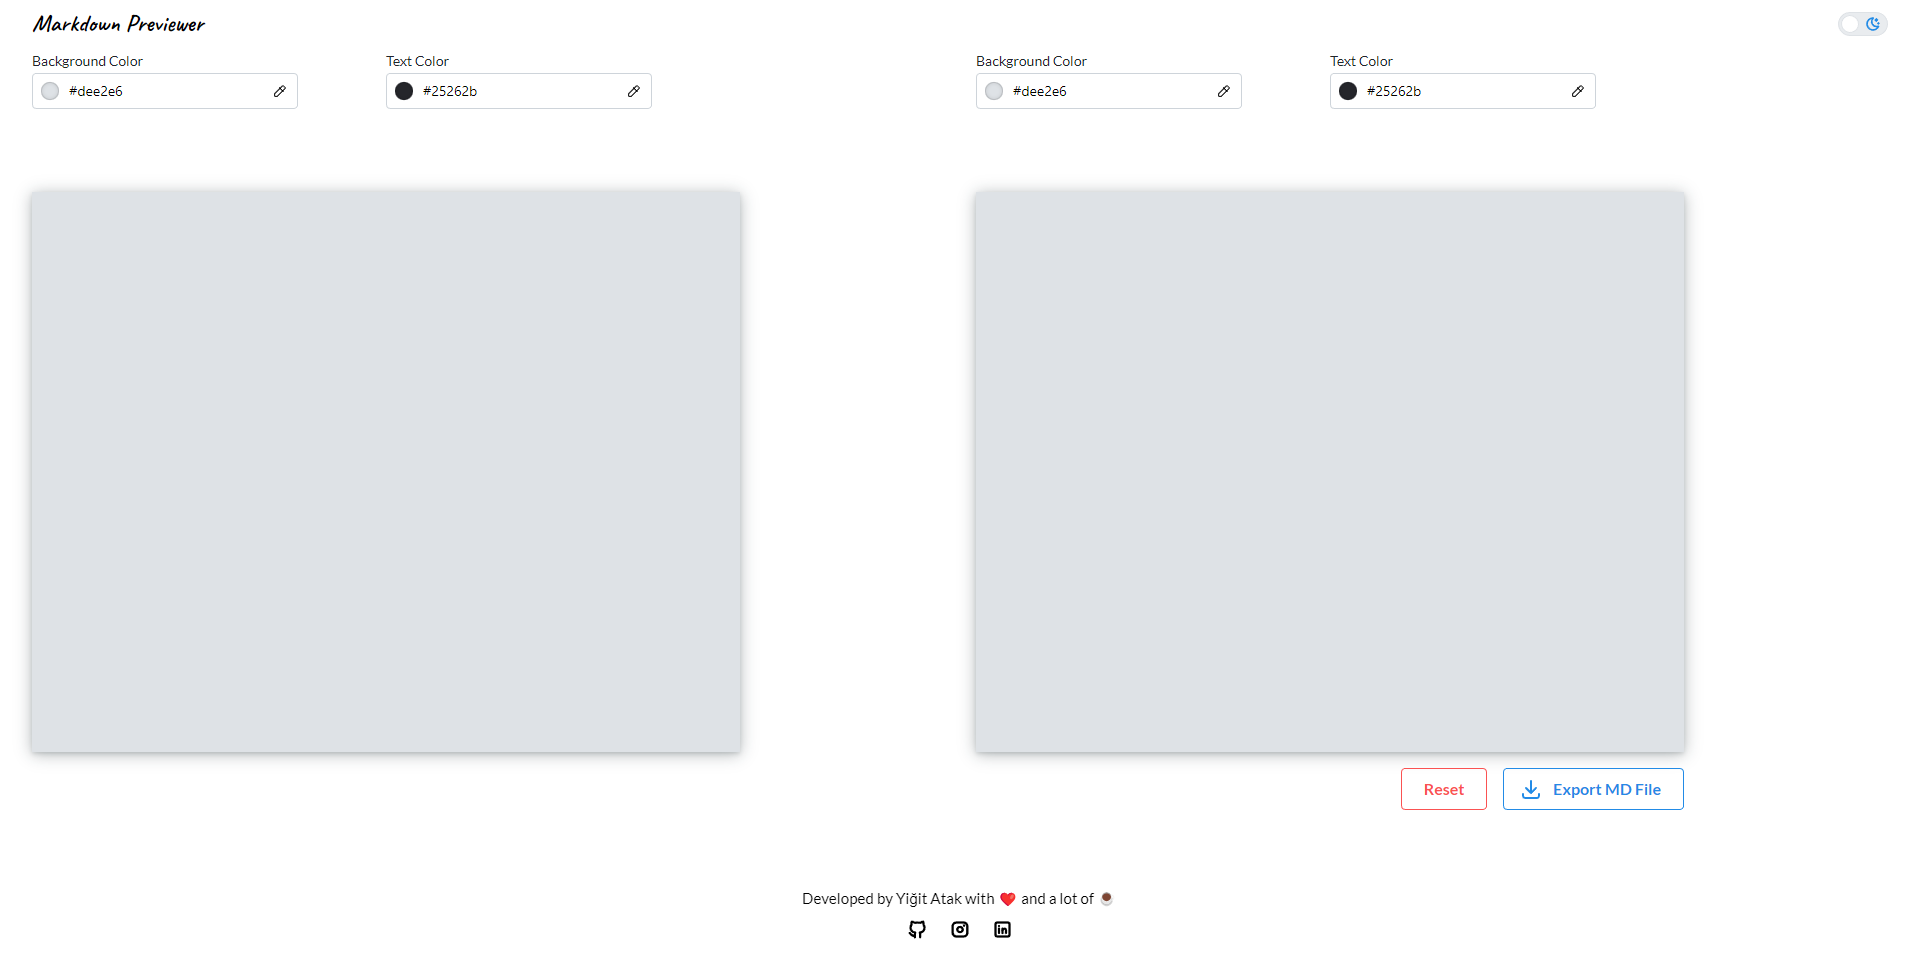 Markdown Previewer
Background Color
#dee2e6
Text Color
#25262b
Background Color
#dee2e6
Text Color
#25262b
Reset
Export MD File
Developed by Yiğit Atak with ❤️ and a lot of ☕